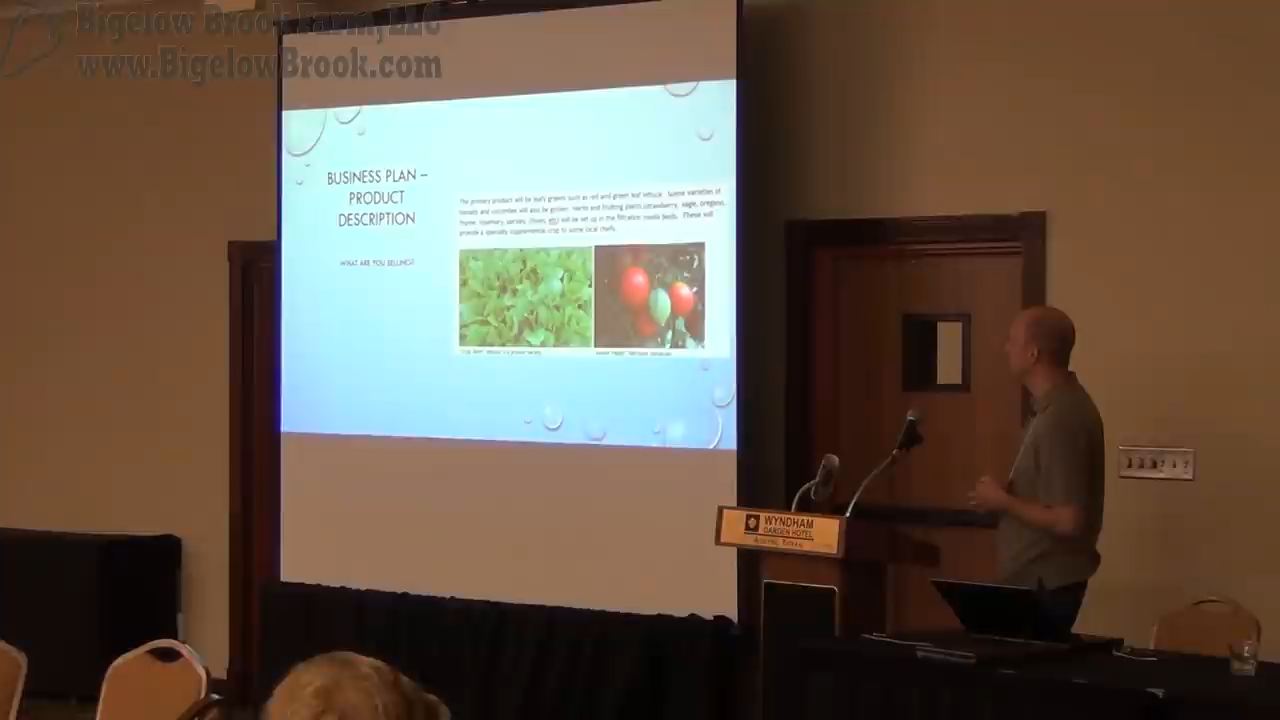 Bigelow Brook Farm, LLC
www.BigelowBrook.com
BUSINESS PLAN –
PRODUCT
DESCRIPTION
WHAT ARE YOU SELLING?
The primary product will be leafy greens such as red and green leaf lettuce. Some varieties of
tomato and cucumber will also be grown. Herbs and fruiting plants (strawberry, sage, oregano,
thyme, rosemary, parsley, chives, etc) will be set up in the filtration media beds. These will
provide a specialty supplemental crop to some local chefs.
WYNDHAM
GARDEN HOTEL